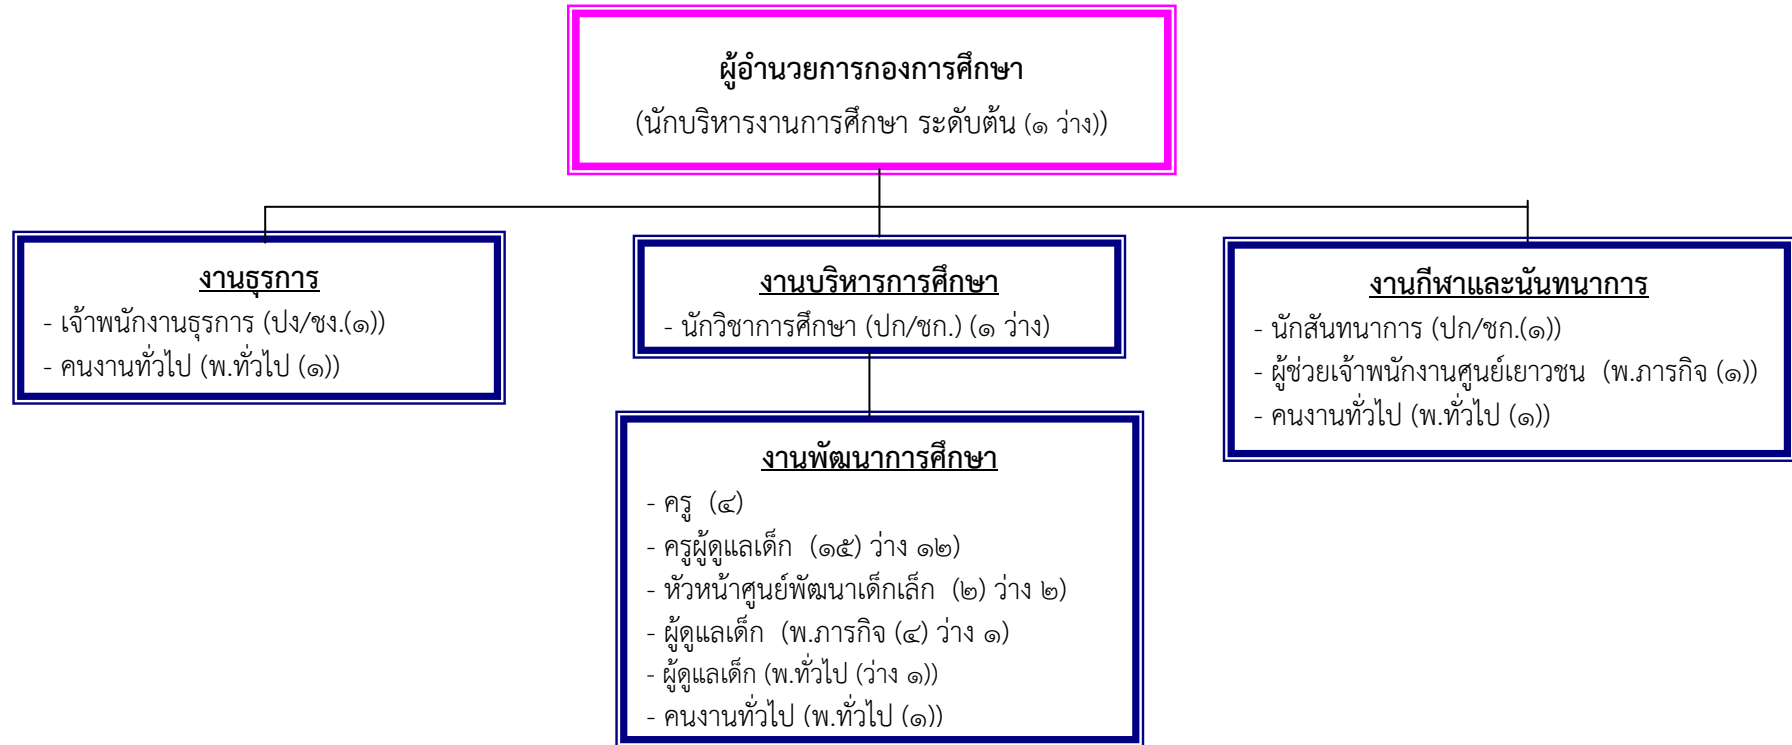 ผู้อำนวยการกองการศึกษา
(นักบริหารงานการศึกษา ระดับต้น (๑ ว่าง))
งานธุรการ
- เจ้าพนักงานธุรการ (ปง/ชง.(๑))
- คนงานทั่วไป (พ.ทั่วไป (๑))
งานบริหารการศึกษา
- นักวิชาการศึกษา (ปก/ชก.) (๑ ว่าง)
งานกีฬาและนันทนาการ
- นักสันทนาการ (ปก/ชก.(๑))
- ผู้ช่วยเจ้าพนักงานศูนย์เยาวชน (พ.ภารกิจ (๑))
- คนงานทั่วไป (พ.ทั่วไป (๑))
งานพัฒนาการศึกษา
- ครู (๔)
- ครูผู้ดูแลเด็ก (๑๕) ว่าง ๑๒)
- หัวหน้าศูนย์พัฒนาเด็กเล็ก (๒) ว่าง ๒)
- ผู้ดูแลเด็ก (พ.ภารกิจ (๔) ว่าง ๑)
- ผู้ดูแลเด็ก (พ.ทั่วไป (ว่าง ๑))
- คนงานทั่วไป (พ.ทั่วไป (๑))